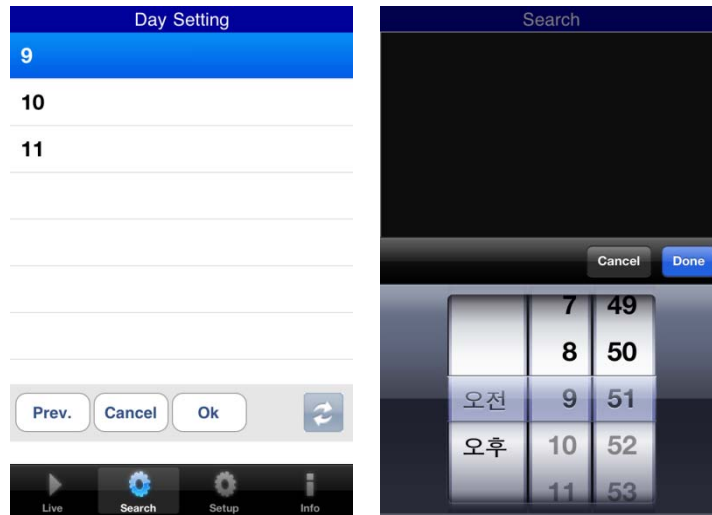 Day Setting
9
10
11
Prev. Cancel Ok
Live Search Setup Info
Search
Cancel Done
7 49
8 50
오전 9 51
오후 10 52
11 53